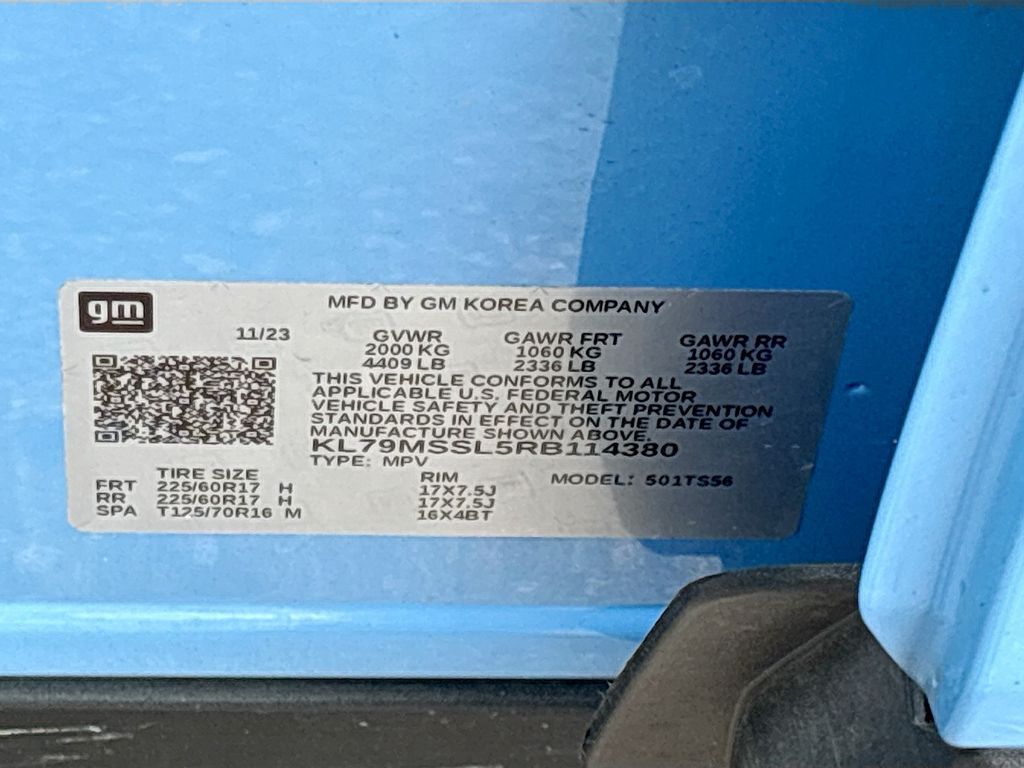 gm
MFD BY GM KOREA COMPANY
11/23
GVWR GAWR FRT GAWR RR
2000 KG 1060 KG 1060 KG
4409 LB 2336 LB 2336 LB
THIS VEHICLE CONFORMS TO ALL
APPLICABLE U.S. FEDERAL MOTOR
VEHICLE SAFETY AND THEFT PREVENTION
STANDARDS IN EFFECT ON THE DATE OF
MANUFACTURE SHOWN ABOVE.
KL79MSSL5RB114380
TYPE: MPV
TIRE SIZE RIM MODEL: 501TS56
FRT 225/60R17 H 17X7.5J
RR 225/60R17 H 17X7.5J
SPA T125/70R16 M 16X4BT